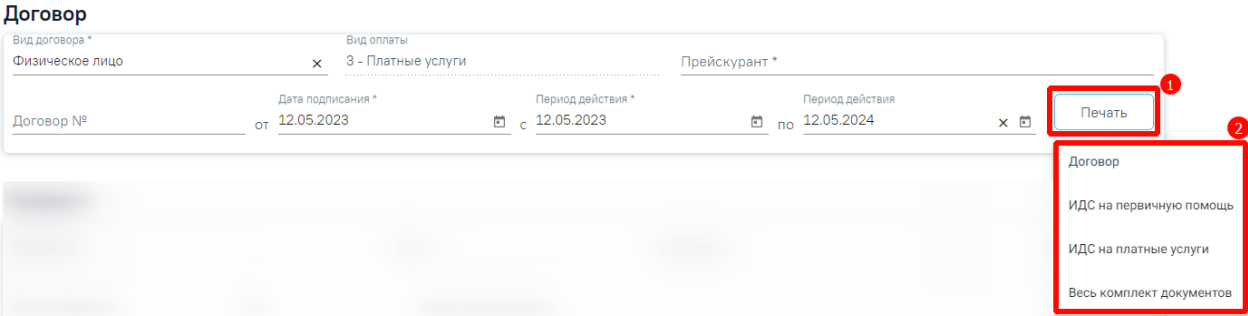 Договор
Вид договора *
Вид оплаты
Физическое лицо
3 - Платные услуги
Прейскурант *
1
Дата подписания *
Период действия *
Период действия
Договор №
от 12.05.2023
с 12.05.2023
по 12.05.2024
Печать
2
Договор
ИДС на первичную помощь
ИДС на платные услуги
Весь комплект документов